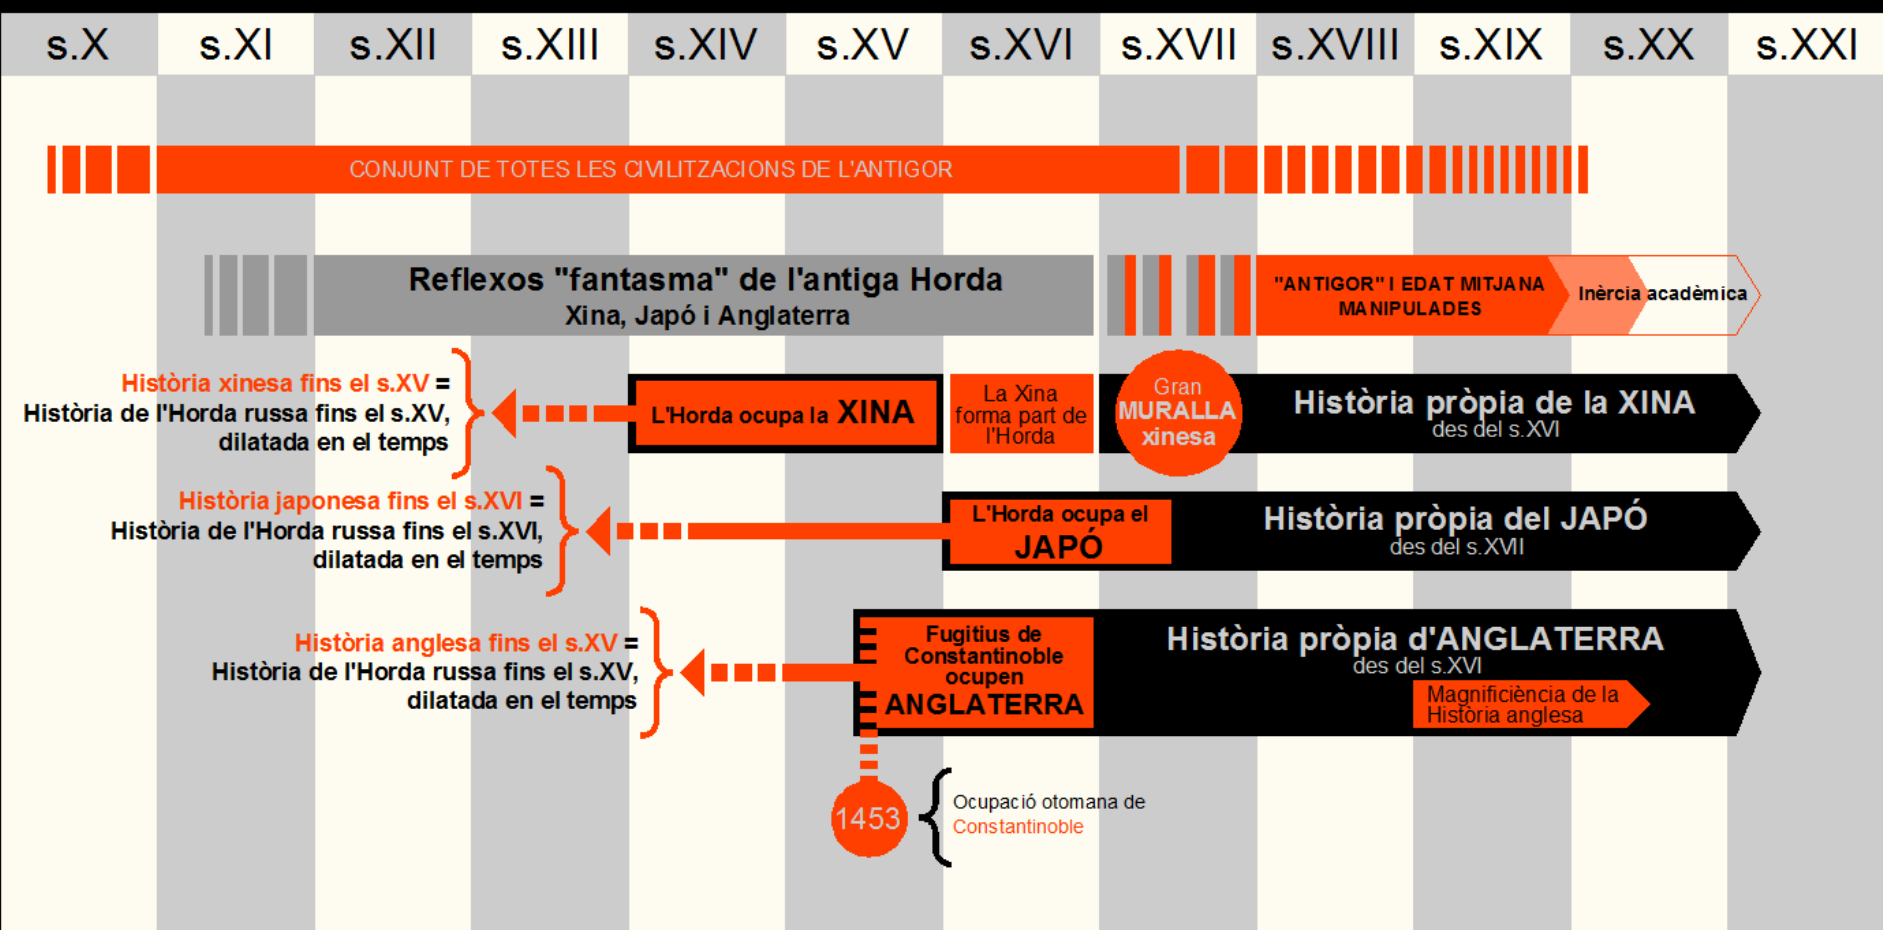 s.X s.XI s.XII s.XIII s.XIV s.XV s.XVI s.XVII s.XVIII s.XIX s.XX s.XXI
CONJUNT DE TOTES LES CIVILITZACIONS DE L'ANTIGOR
Reflexos "fantasma" de l'antiga Horda
Xina, Japó i Anglaterra
"ANTIGOR" I EDAT MITJANA
MANIPULADES
Inèrcia acadèmica
Història xinesa fins el s.XV =
Història de l'Horda russa fins el s.XV,
dilatada en el temps
L'Horda ocupa la XINA
La Xina
forma part de
l'Horda
Gran
MURALLA
xinesa
Història pròpia de la XINA
des del s.XVI
Història japonesa fins el s.XVI =
Història de l'Horda russa fins el s.XVI,
dilatada en el temps
L'Horda ocupa el
JAPÓ
Història pròpia del JAPÓ
des del s.XVII
Història anglesa fins el s.XV =
Història de l'Horda russa fins el s.XV,
dilatada en el temps
Fugitius de
Constantinoble
ocupen
ANGLATERRA
Història pròpia d'ANGLATERRA
des del s.XVI
Magnificiència de la
Història anglesa
1453
Ocupació otomana de
Constantinoble